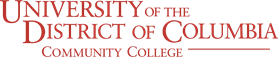 UNIVERSITY OF THE
DISTRICT OF COLUMBIA
COMMUNITY COLLEGE